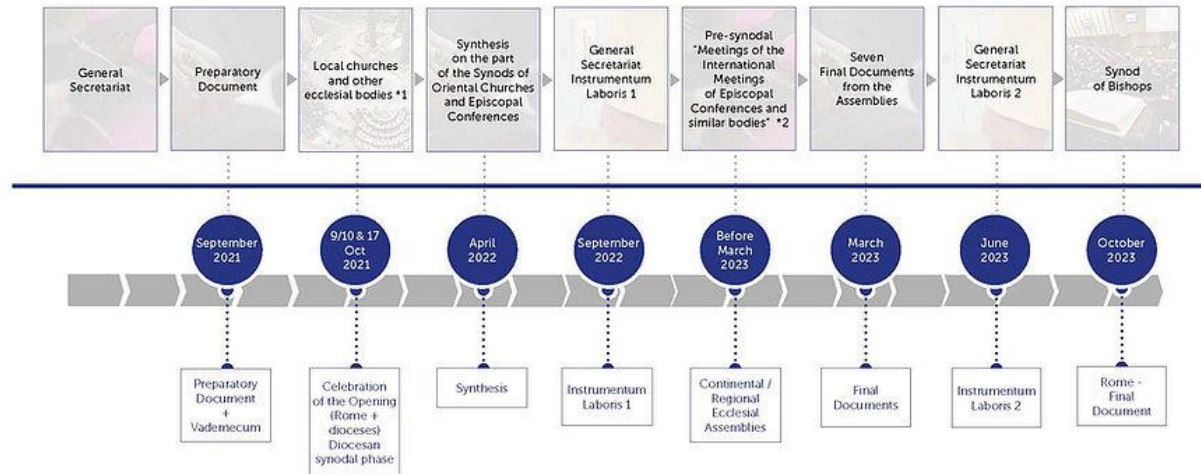 General
Secretariat
Preparatory
Document
Local churches
and other
ecclesial bodies *1
Synthesis
on the part
of the Synods of
Oriental Churches
and Episcopal
Conferences
General
Secretariat
Instrumentum
Laboris 1
Pre-synodal
"Meetings of the
International
Meetings
of Episcopal
Conferences and
similar bodies" *2
Seven
Final Documents
from the
Assemblies
General
Secretariat
Instrumentum
Laboris 2
Synod
of Bishops
September
2021
9/10 & 17
Oct
2021
April
2022
September
2022
Before
March
2023
March
2023
June
2023
October
2023
Preparatory
Document
+
Vademecum
Celebration
of the Opening
(Rome +
dioceses)
Diocesan
synodal phase
Synthesis
Instrumentum
Laboris 1
Continental /
Regional
Ecclesial
Assemblies
Final
Documents
Instrumentum
Laboris 2
Rome -
Final
Document